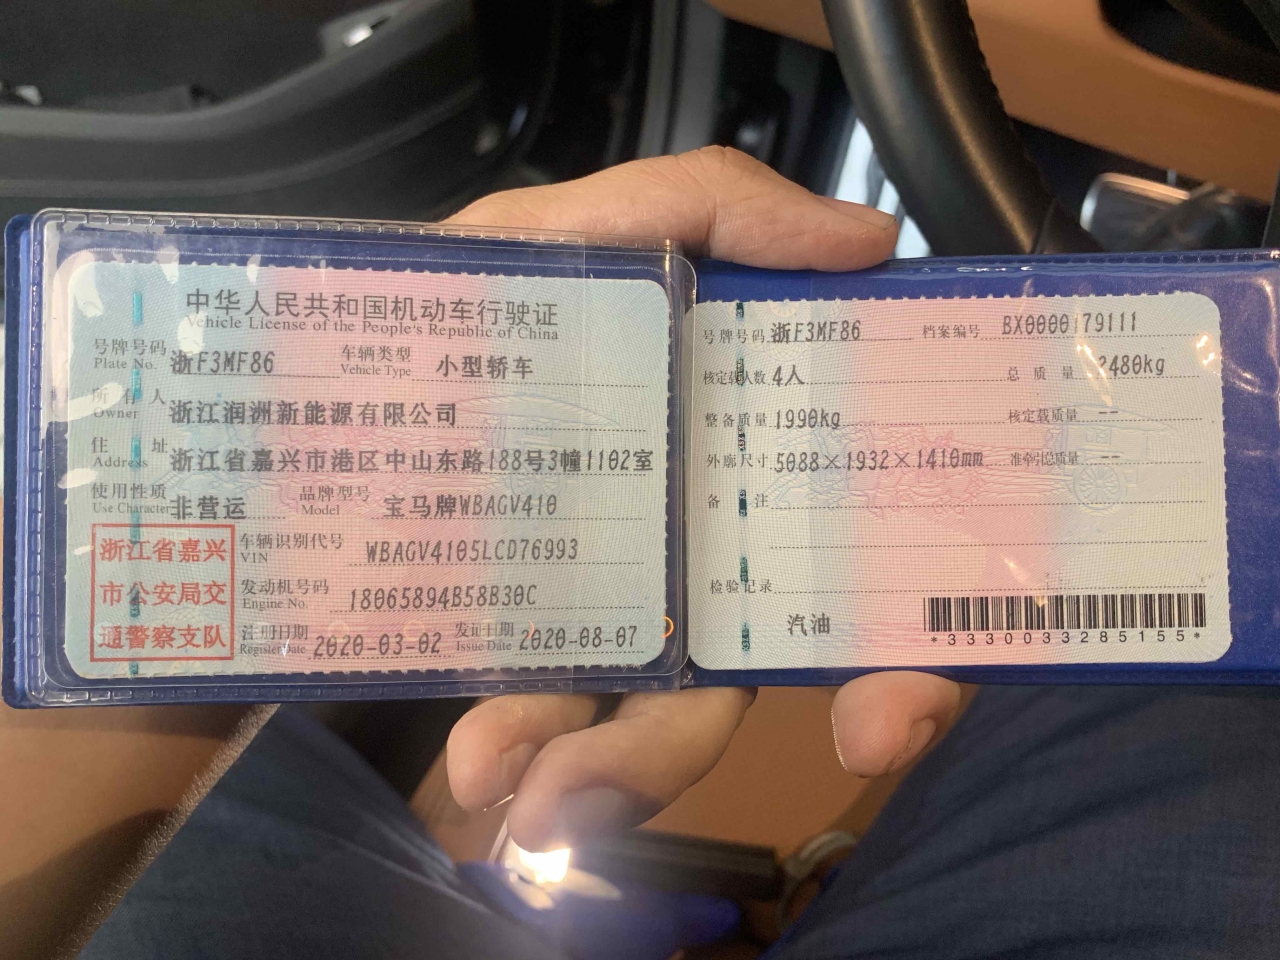 中华人民共和国机动车行驶证
Vehicle License of the People's Republic of China
号牌号码 浙F3MF86 车辆类型 小型轿车
Plate No. Vehicle Type
所有人 浙江润洲新能源有限公司
Owner
住址 浙江省嘉兴市港区中山东路188号3幢1102室
Address
使用性质 非营运 品牌型号 宝马牌WBAGV410
Use Character Model
浙江省嘉兴
市公安局交
通警察支队
车辆识别代号 WBAGV4105LCD76993
VIN
发动机号码 18065894B58B30C
Engine No.
注册日期 2020-03-02 发证日期 2020-08-07
Register Date Issue Date
号牌号码 浙F3MF86 档案编号 BX0000179111
核定载人数 4人 总质量 2480kg
整备质量 1990kg 核定载质量 --
外廓尺寸 5088×1932×1410mm 准牵引总质量 --
备注
检验记录
汽油
*3330033285155*